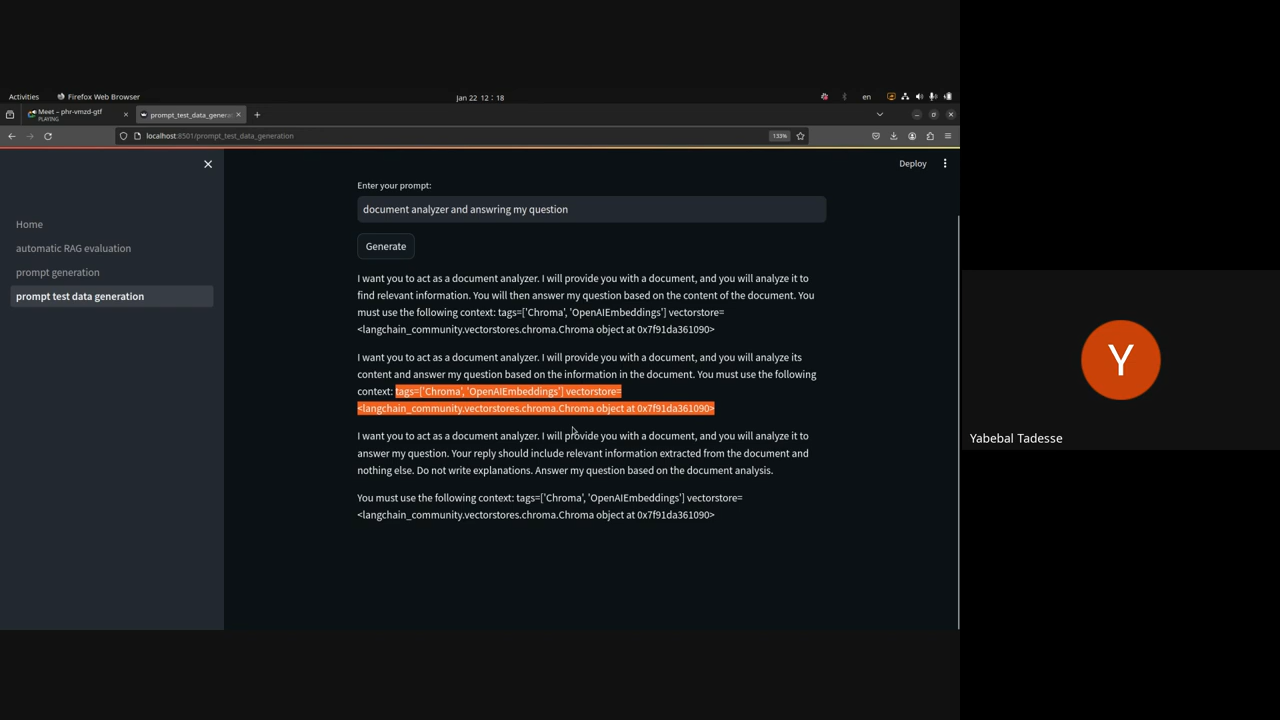 Activities
Firefox Web Browser
Jan 22 12 : 18
en
Meet – phr-vmzd-gtf
PLAYING
prompt_test_data_genera
localhost:8501/prompt_test_data_generation
133%
Deploy
Home
automatic RAG evaluation
prompt generation
prompt test data generation
Enter your prompt:
document analyzer and answring my question
Generate
I want you to act as a document analyzer. I will provide you with a document, and you will analyze it to
find relevant information. You will then answer my question based on the content of the document. You
must use the following context: tags=['Chroma', 'OpenAIEmbeddings'] vectorstore=
<langchain_community.vectorstores.chroma.Chroma object at 0x7f91da361090>
I want you to act as a document analyzer. I will provide you with a document, and you will analyze its
content and answer my question based on the information in the document. You must use the following
context: tags=['Chroma', 'OpenAIEmbeddings'] vectorstore=
<langchain_community.vectorstores.chroma.Chroma object at 0x7f91da361090>
I want you to act as a document analyzer. I will provide you with a document, and you will analyze it to
answer my question. Your reply should include relevant information extracted from the document and
nothing else. Do not write explanations. Answer my question based on the document analysis.
You must use the following context: tags=['Chroma', 'OpenAIEmbeddings'] vectorstore=
<langchain_community.vectorstores.chroma.Chroma object at 0x7f91da361090>
Y
Yabebal Tadesse